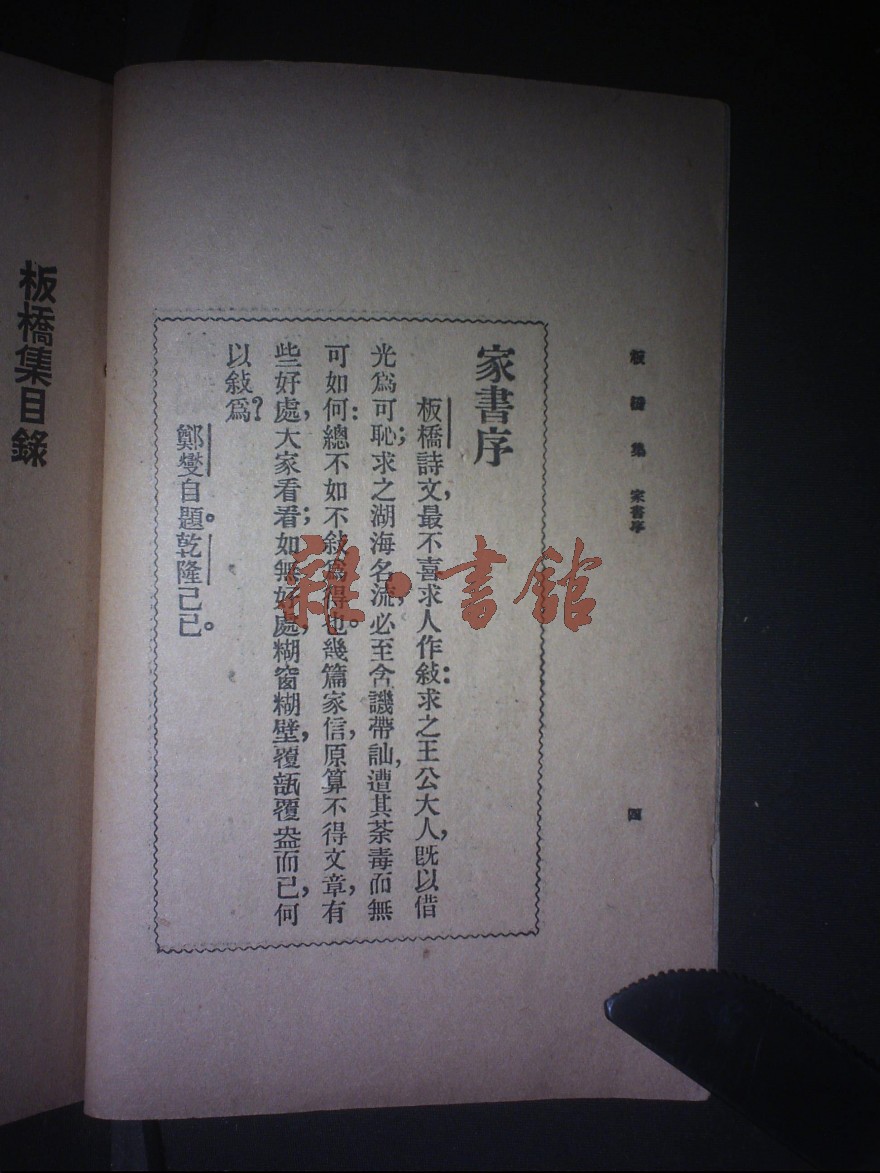 板橋集 家書序
四
家書序
板橋詩文,最不喜求人作敍:求之王公大人,既以借
光爲可恥;求之湖海名流,必至含譏帶訕,遭其荼毒而無
可如何:總不如不敍爲得也。幾篇家信,原算不得文章,有
些好處,大家看看;如無好處,糊窗糊壁,覆瓿覆盎而已,何
以敍爲?
鄭燮自題。乾隆己巳。
板橋集目錄
雜·書館